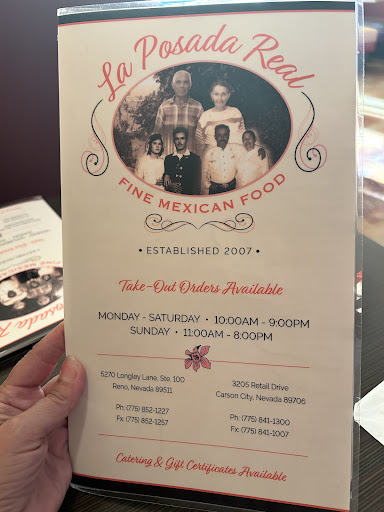 La Posada Real
FINE MEXICAN FOOD
• ESTABLISHED 2007 •
Take-Out Orders Available
MONDAY - SATURDAY • 10:00AM - 9:00PM
SUNDAY • 11:00AM - 8:00PM
5270 Longley Lane, Ste. 100
Reno, Nevada 89511
Ph: (775) 852-1227
Fx: (775) 852-1257
3205 Retail Drive
Carson City, Nevada 89706
Ph: (775) 841-1300
Fx: (775) 841-1007
Catering & Gift Certificates Available